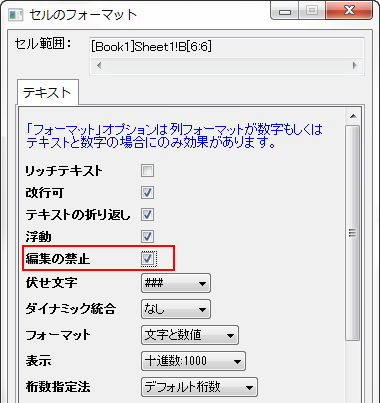 セルのフォーマット
セル範囲: [Book1]Sheet1!B[6:6]
テキスト
「フォーマット」オプションは列フォーマットが数字もしくは
テキストと数字の場合にのみ効果があります。
リッチテキスト
改行可
テキストの折り返し
浮動
編集の禁止
伏せ文字 ###
ダイナミック統合 なし
フォーマット 文字と数値
表示 十進数:1000
桁数指定法 デフォルト桁数